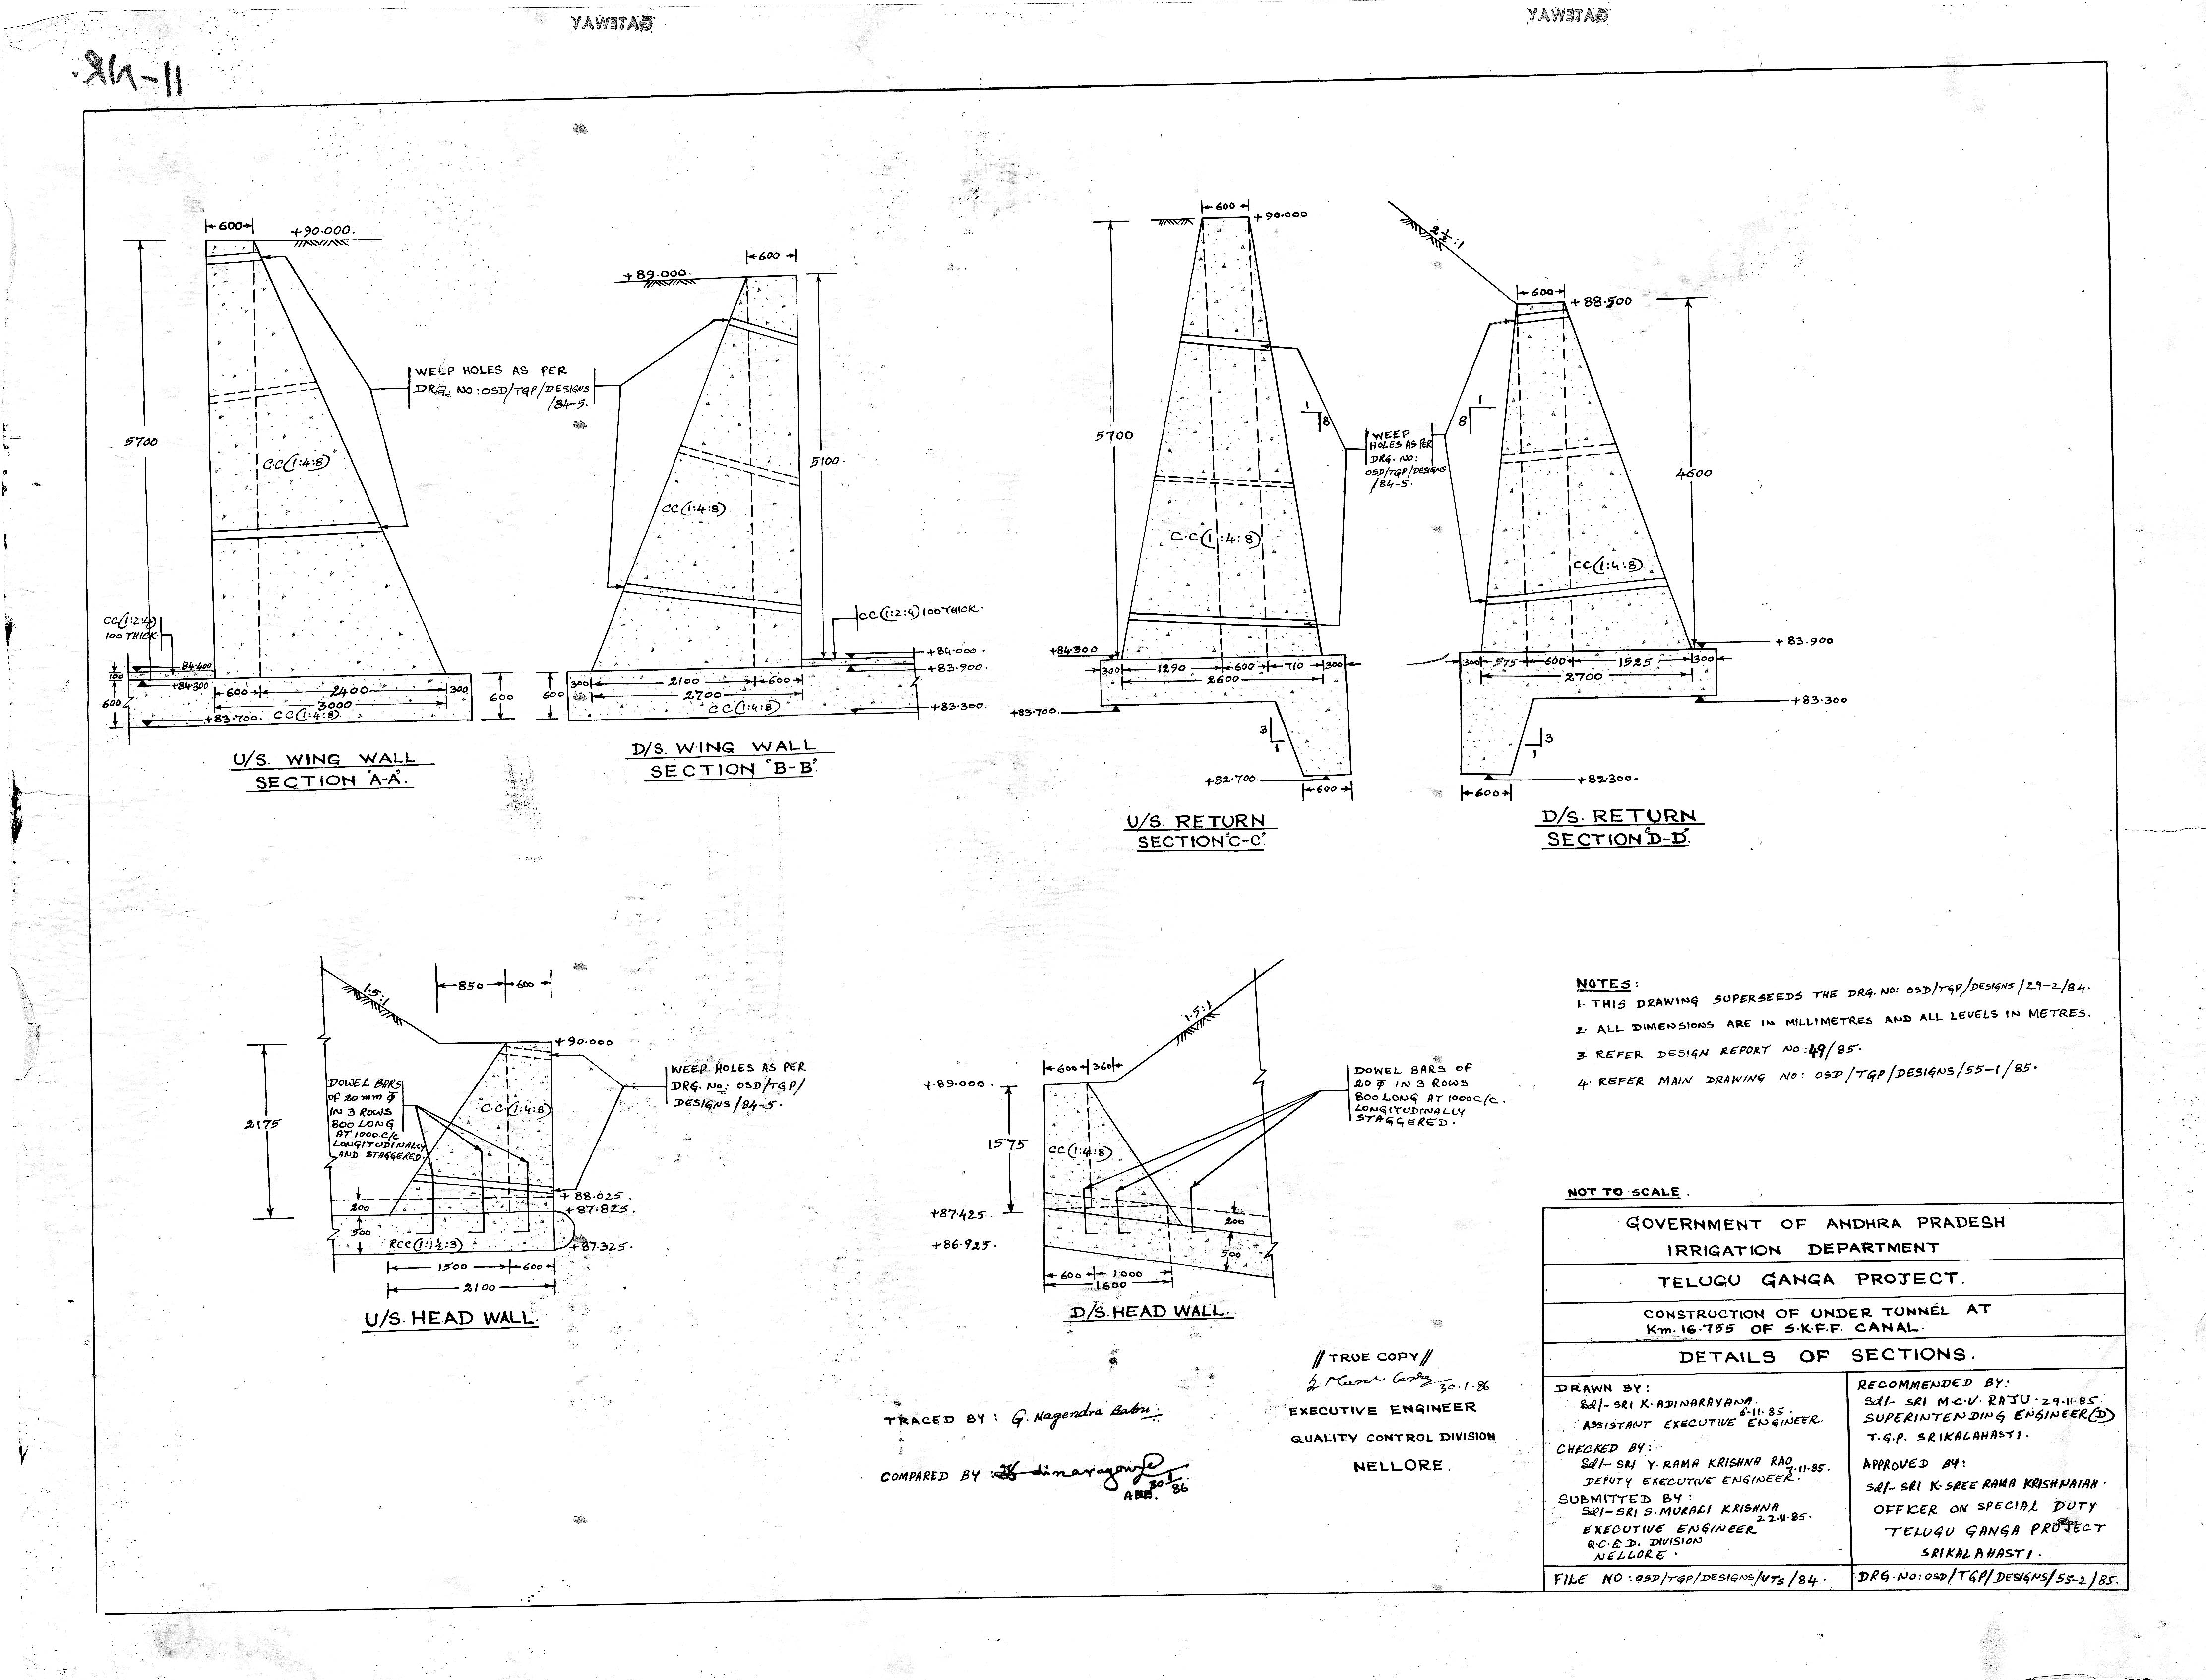 GATEWAY
GATEWAY
600
+90.000.
5700
CC(1:4:8)
CC(1:2:4)
100 THICK.
84.400
+84.300
100
600
600
2400
300
3000
+83.700. CC(1:4:8)
600
U/S. WING WALL
SECTION 'A-A'.
WEEP HOLES AS PER
DRG. NO: OSD/TGP/DESIGNS
/84-5.
600
+89.000.
5100.
CC(1:4:8)
CC(1:2:4) 100 THICK.
+84.000.
+83.900.
+83.300.
600
300
2100
600
2700
CC(1:4:8)
D/S. WING WALL
SECTION 'B-B'.
600
+90.000
5700
1
8
C.C(1:4:8)
+84.300
300
1290
600
710
300
2600
+83.700.
3
1
+82.700.
600
U/S. RETURN
SECTION 'C-C'.
WEEP
HOLES AS PER
DRG. NO:
OSD/TGP/DESIGNS
/84-5.
2½:1
600
+88.500
1
8
4600
CC(1:4:8)
+83.900
300
575
600
1525
300
2700
+83.300
3
1
+82.300.
600
D/S. RETURN
SECTION 'D-D'.
1.5:1
850
600
+90.000
2175
DOWEL BARS
OF 20mm ϕ
IN 3 ROWS
800 LONG
AT 1000.C/C
LONGITUDINALLY
AND STAGGERED.
C.C(1:4:8)
WEEP HOLES AS PER
DRG. NO: OSD/TGP/
DESIGNS/84-5.
+88.025.
+87.825.
200
500
RCC(1:1½:3)
+87.325.
1500
600
2100
U/S. HEAD WALL.
1.5:1
600
360
+89.000.
1575
CC(1:4:8)
DOWEL BARS OF
20 ϕ IN 3 ROWS
800 LONG AT 1000C/C.
LONGITUDINALLY
STAGGERED.
+87.425.
200
+86.925.
500
600
1000
1600
D/S. HEAD WALL.
NOTES:
1. THIS DRAWING SUPERSEEDS THE DRG. NO: OSD/TGP/DESIGNS/29-2/84.
2. ALL DIMENSIONS ARE IN MILLIMETRES AND ALL LEVELS IN METRES.
3. REFER DESIGN REPORT NO: 49/85.
4. REFER MAIN DRAWING NO: OSD/TGP/DESIGNS/55-1/85.
NOT TO SCALE.
GOVERNMENT OF ANDHRA PRADESH
IRRIGATION DEPARTMENT
TELUGU GANGA PROJECT.
CONSTRUCTION OF UNDER TUNNEL AT
Km. 16.755 OF S.K.F.F. CANAL.
DETAILS OF SECTIONS.
DRAWN BY:
Sd/- SRI K. ADINARAYANA.
6.11.85.
ASSISTANT EXECUTIVE ENGINEER.
CHECKED BY:
Sd/- SRI Y. RAMA KRISHNA RAO
7.11.85.
DEPUTY EXECUTIVE ENGINEER.
SUBMITTED BY:
Sd/- SRI S. MURALI KRISHNA
22.11.85.
EXECUTIVE ENGINEER
Q.C. & D. DIVISION
NELLORE.
RECOMMENDED BY:
Sd/- SRI M.C.V. RAJU. 29.11.85.
SUPERINTENDING ENGINEER(D)
T.G.P. SRIKALAHASTI.
APPROVED BY:
Sd/- SRI K. SREE RAMA KRISHNAIAH.
OFFICER ON SPECIAL DUTY
TELUGU GANGA PROJECT
SRIKALAHASTI.
FILE NO: OSD/TGP/DESIGNS/UTs/84.
DRG. NO: OSD/TGP/DESIGNS/55-2/85.
TRACED BY: G. Nagendra Babu.
COMPARED BY:
30/1/86
// TRUE COPY //
30.1.86
EXECUTIVE ENGINEER
QUALITY CONTROL DIVISION
NELLORE.